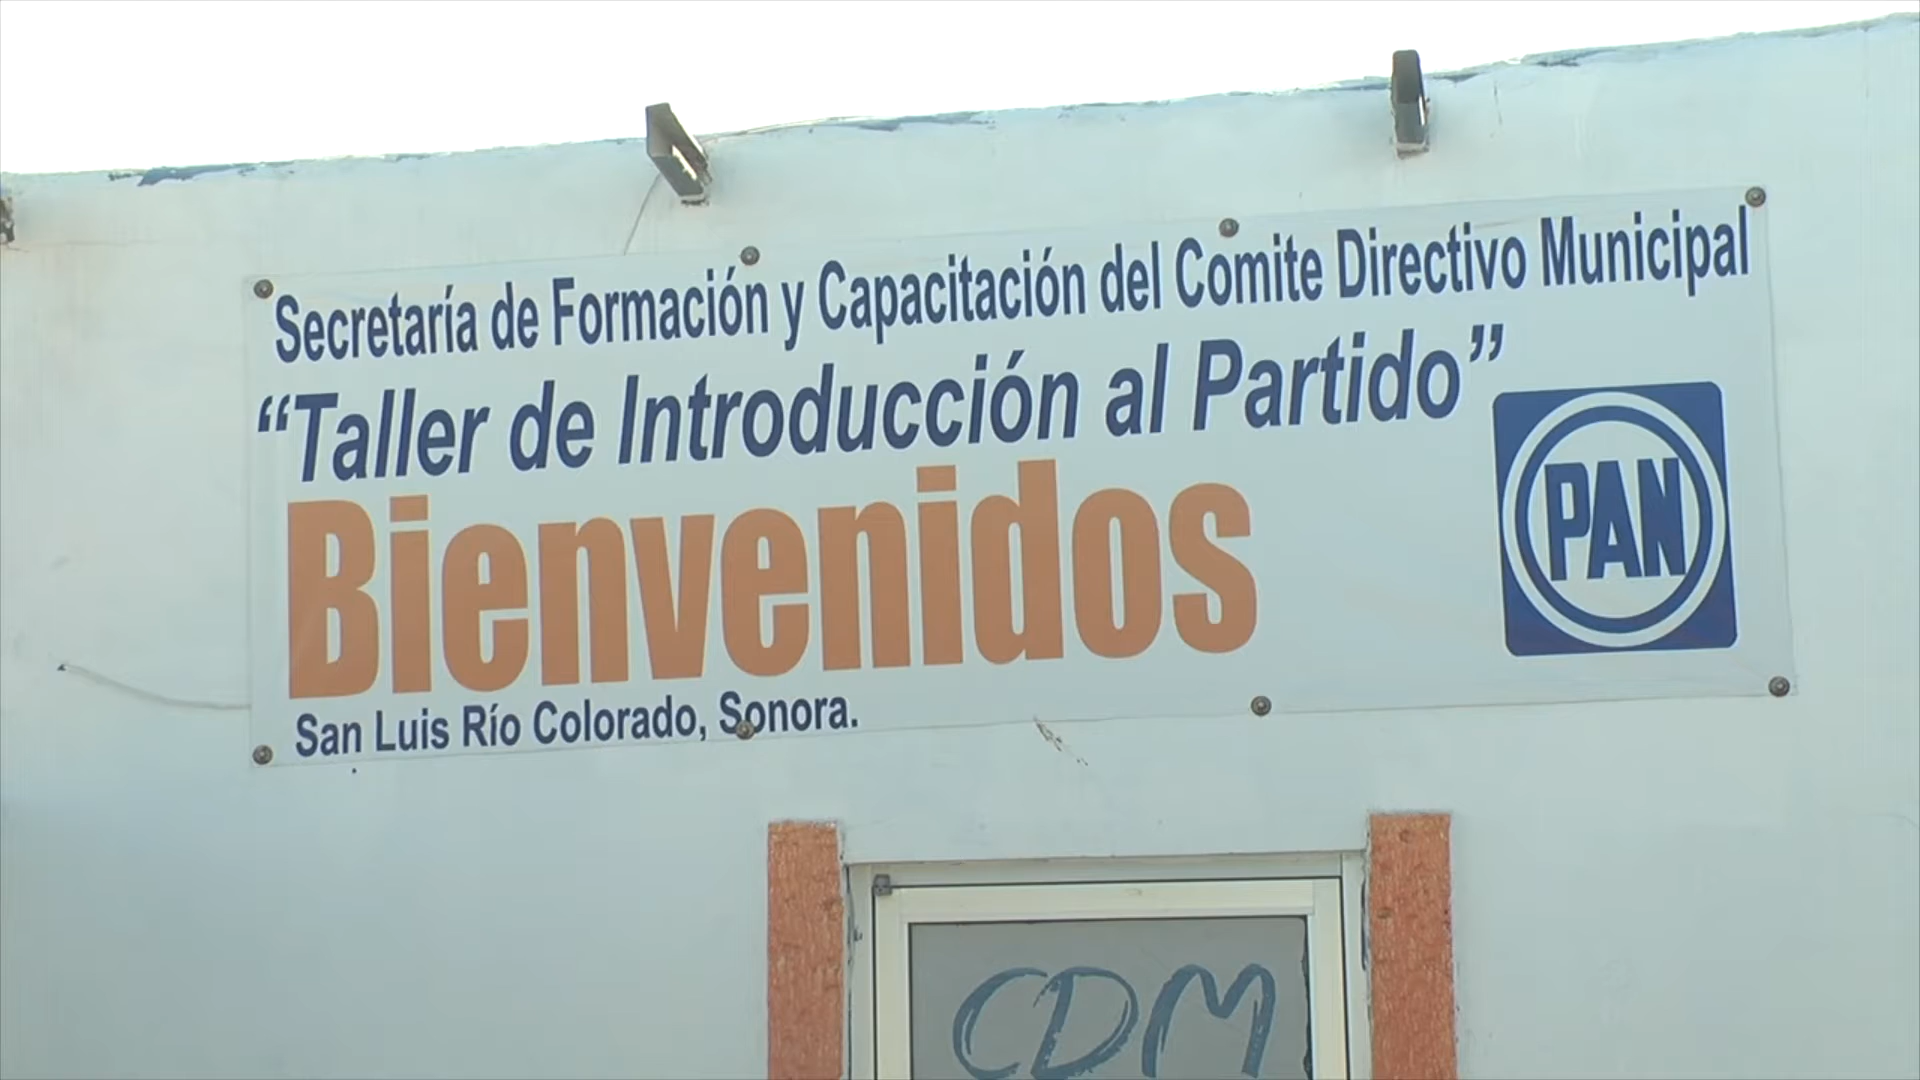 Secretaría de Formación y Capacitación del Comite Directivo Municipal
“Taller de Introducción al Partido”
Bienvenidos
PAN
San Luis Río Colorado, Sonora.
CDM